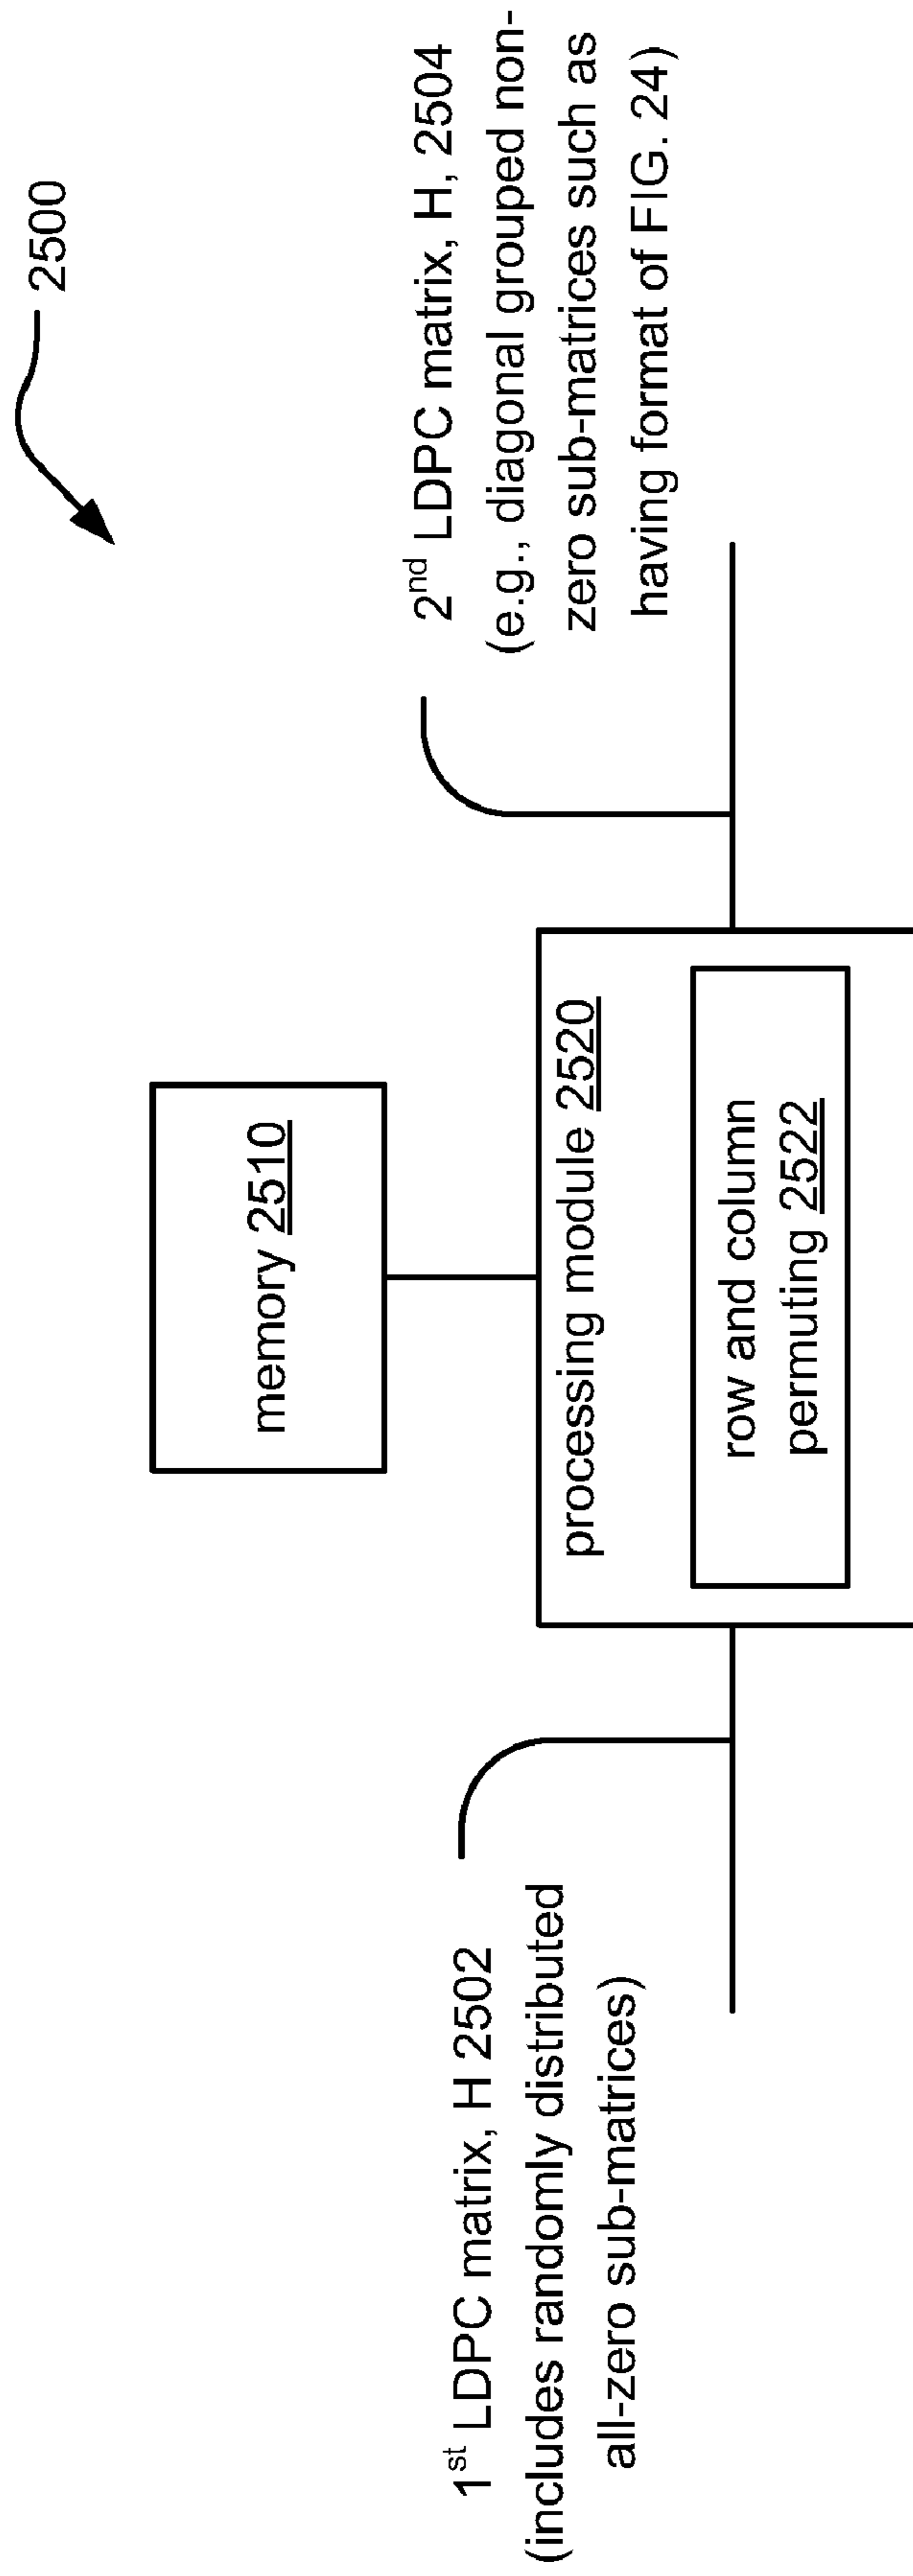 2500
memory 2510
processing module 2520
row and column
permuting 2522
1st LDPC matrix, H 2502
(includes randomly distributed
all-zero sub-matrices)
2nd LDPC matrix, H, 2504
(e.g., diagonal grouped non-
zero sub-matrices such as
having format of FIG. 24)